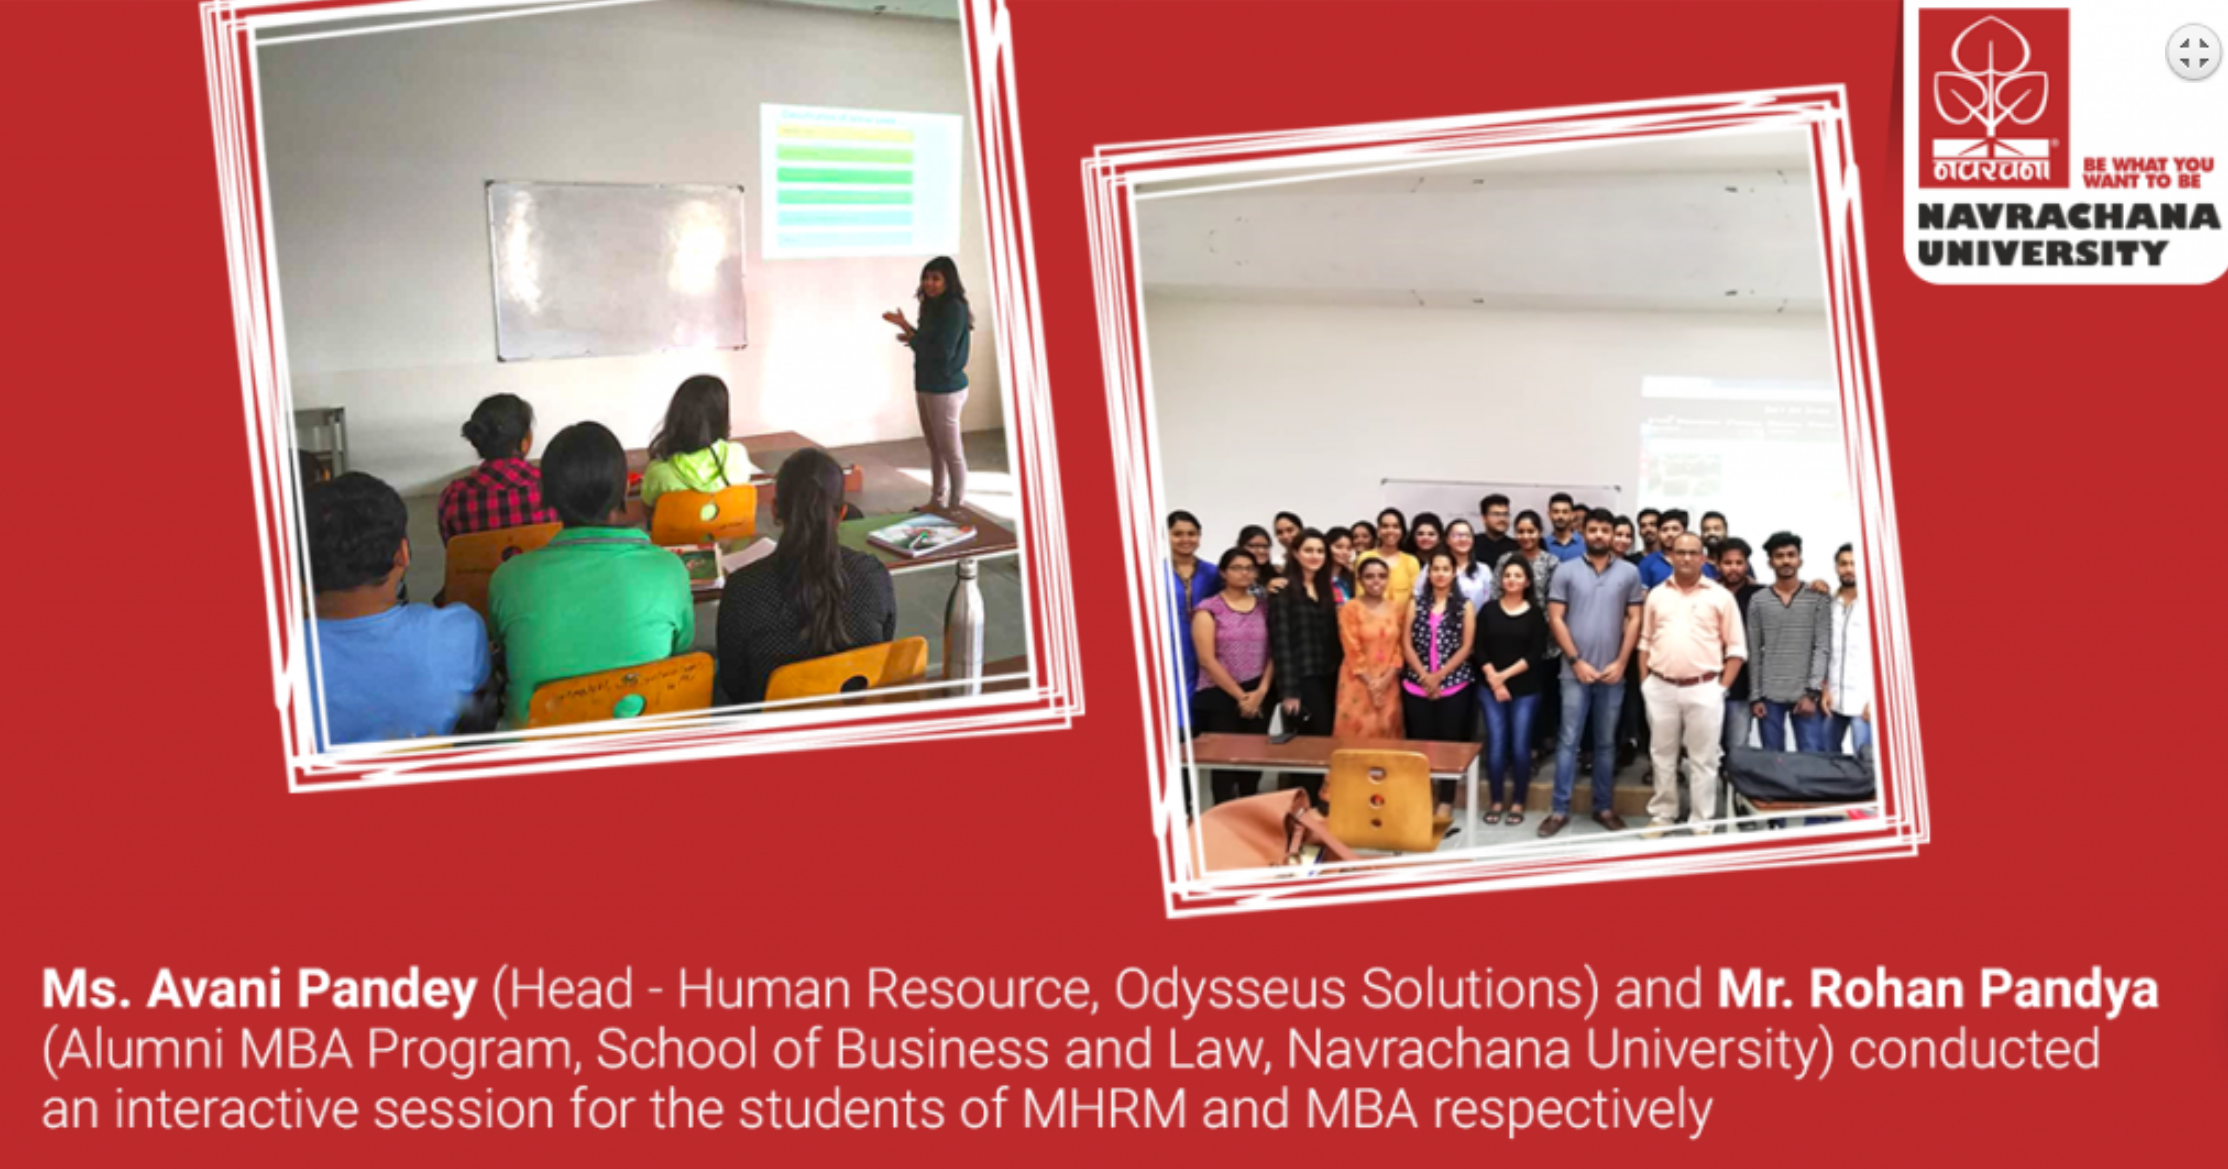 નવરચના
BE WHAT YOU
WANT TO BE
NAVRACHANA
UNIVERSITY
Ms. Avani Pandey (Head - Human Resource, Odysseus Solutions) and Mr. Rohan Pandya
(Alumni MBA Program, School of Business and Law, Navrachana University) conducted
an interactive session for the students of MHRM and MBA respectively